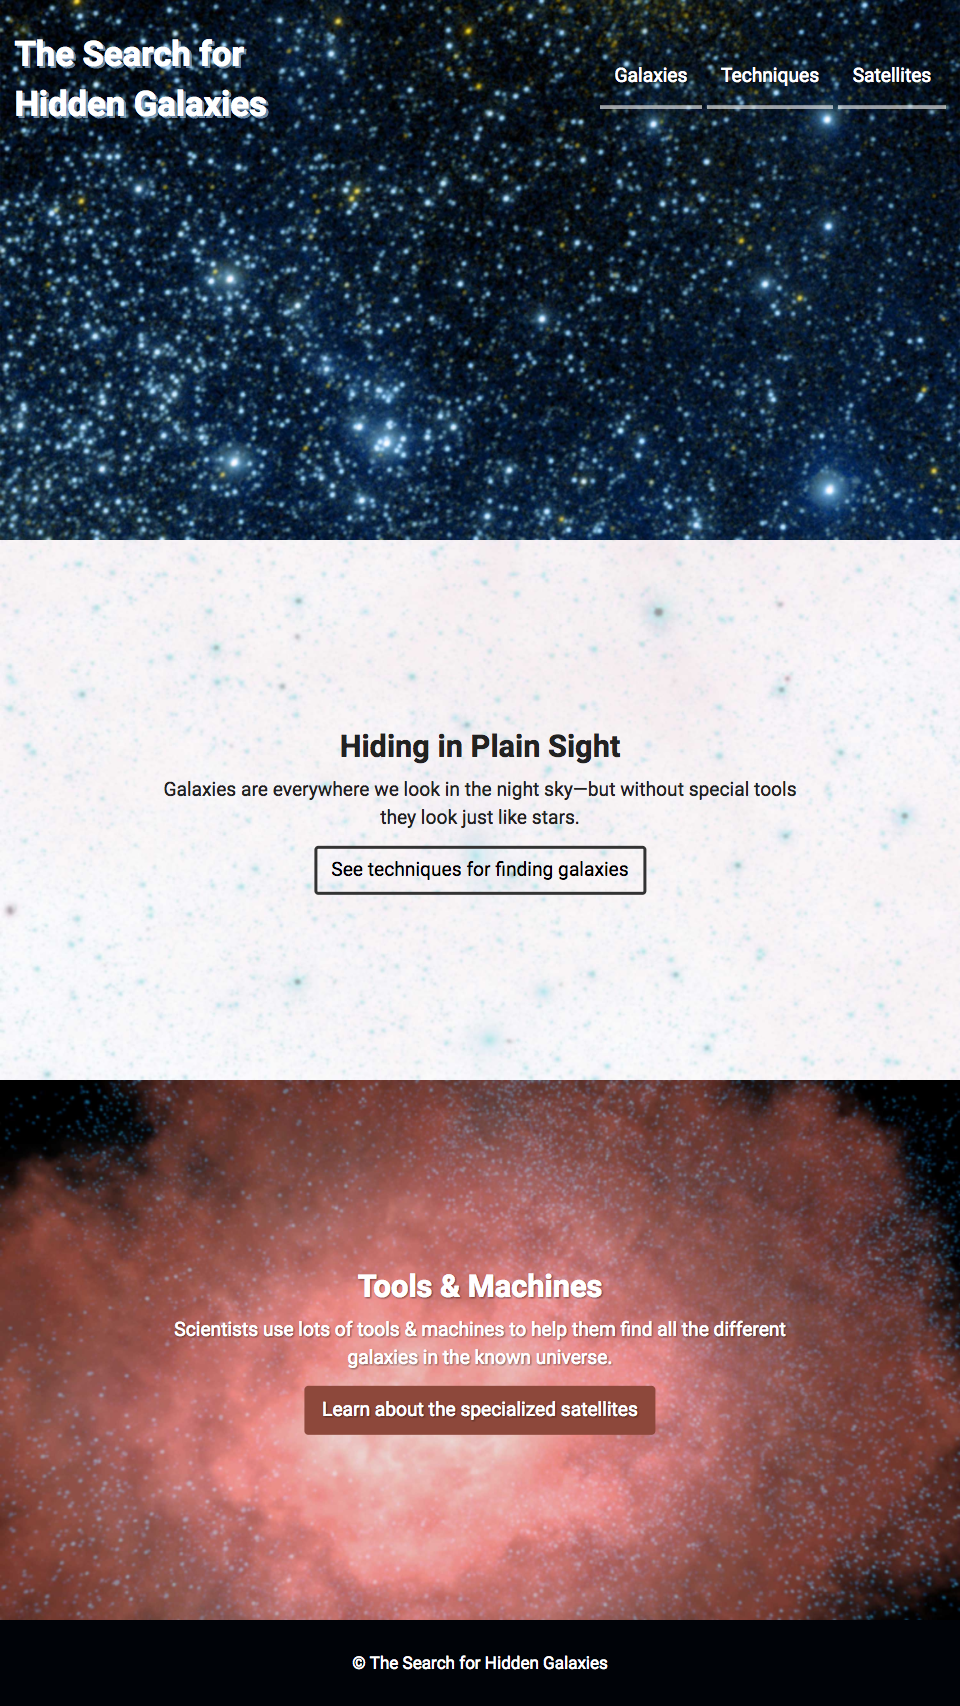 The Search for
Hidden Galaxies
Galaxies Techniques Satellites
Hiding in Plain Sight
Galaxies are everywhere we look in the night sky—but without special tools
they look just like stars.
See techniques for finding galaxies
Tools & Machines
Scientists use lots of tools & machines to help them find all the different
galaxies in the known universe.
Learn about the specialized satellites
© The Search for Hidden Galaxies